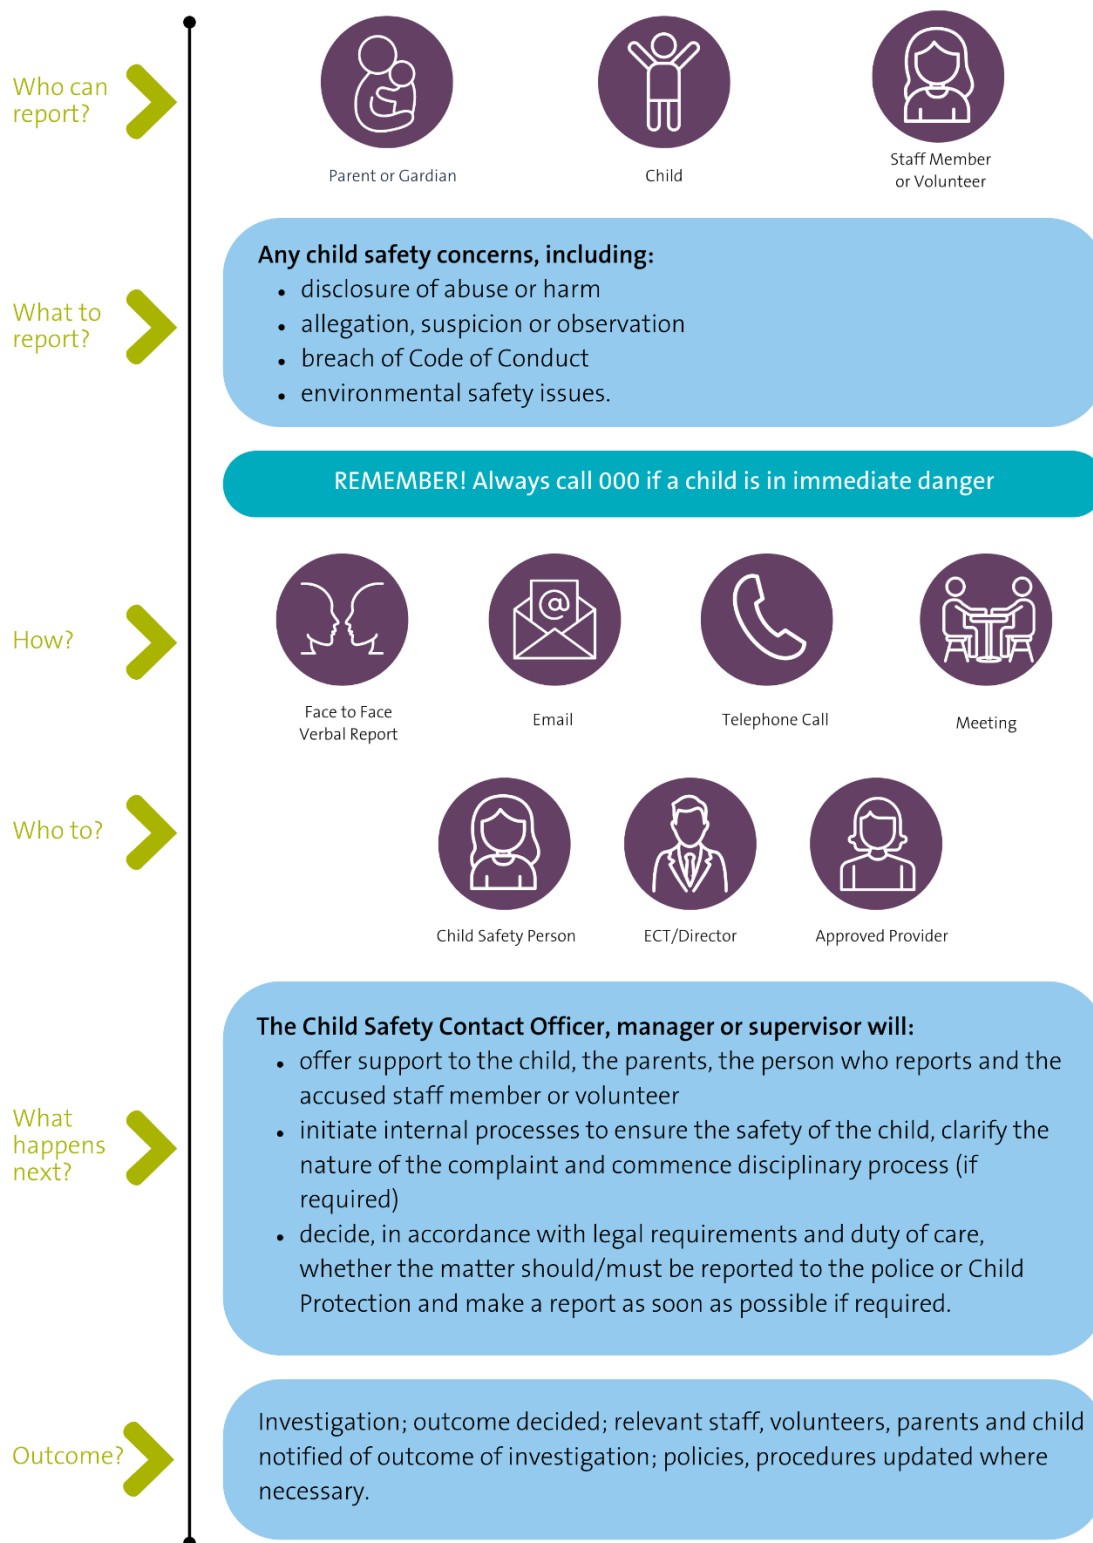 Who can
report?
Parent or Gardian
Child
Staff Member
or Volunteer
What to
report?
Any child safety concerns, including:
• disclosure of abuse or harm
• allegation, suspicion or observation
• breach of Code of Conduct
• environmental safety issues.
REMEMBER! Always call 000 if a child is in immediate danger
How?
@
Face to Face
Verbal Report
Email
Telephone Call
Meeting
Who to?
Child Safety Person
ECT/Director
Approved Provider
What
happens
next?
The Child Safety Contact Officer, manager or supervisor will:
• offer support to the child, the parents, the person who reports and the
accused staff member or volunteer
• initiate internal processes to ensure the safety of the child, clarify the
nature of the complaint and commence disciplinary process (if
required)
• decide, in accordance with legal requirements and duty of care,
whether the matter should/must be reported to the police or Child
Protection and make a report as soon as possible if required.
Outcome?
Investigation; outcome decided; relevant staff, volunteers, parents and child
notified of outcome of investigation; policies, procedures updated where
necessary.